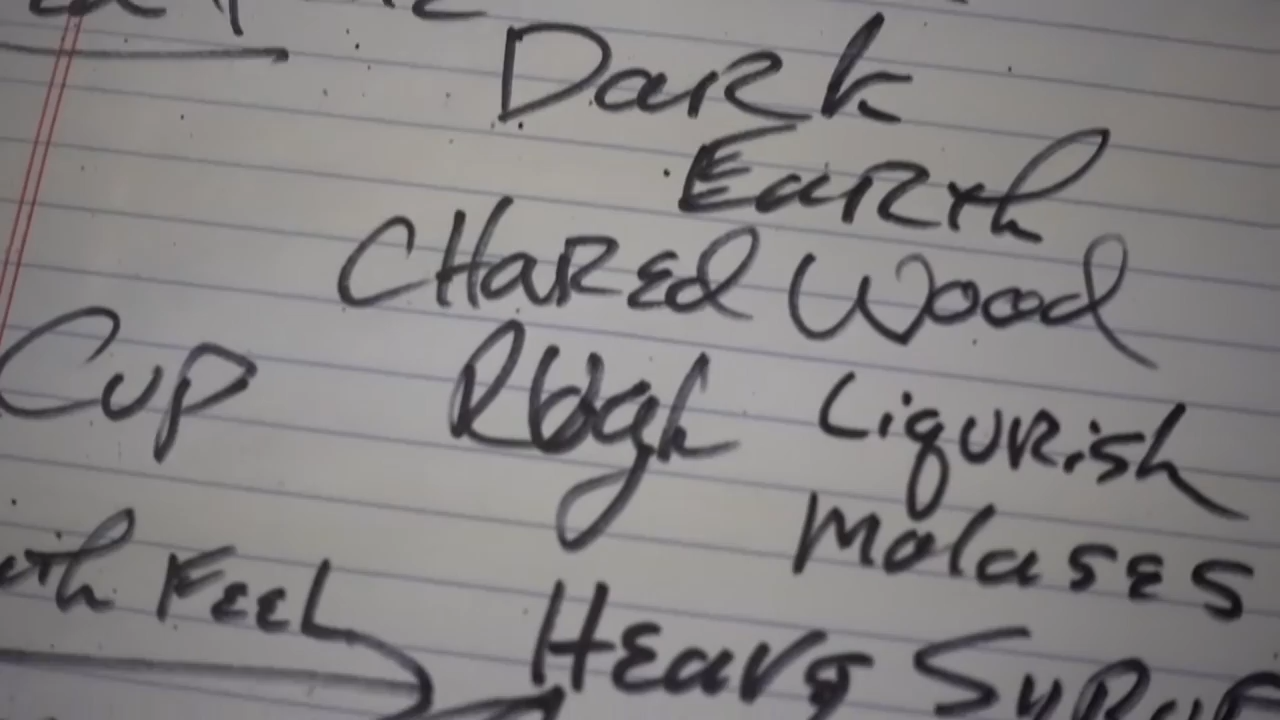 Dark
Earth
Chared Wood
Cup Rough Liqurish
Molases
Feel Heavy